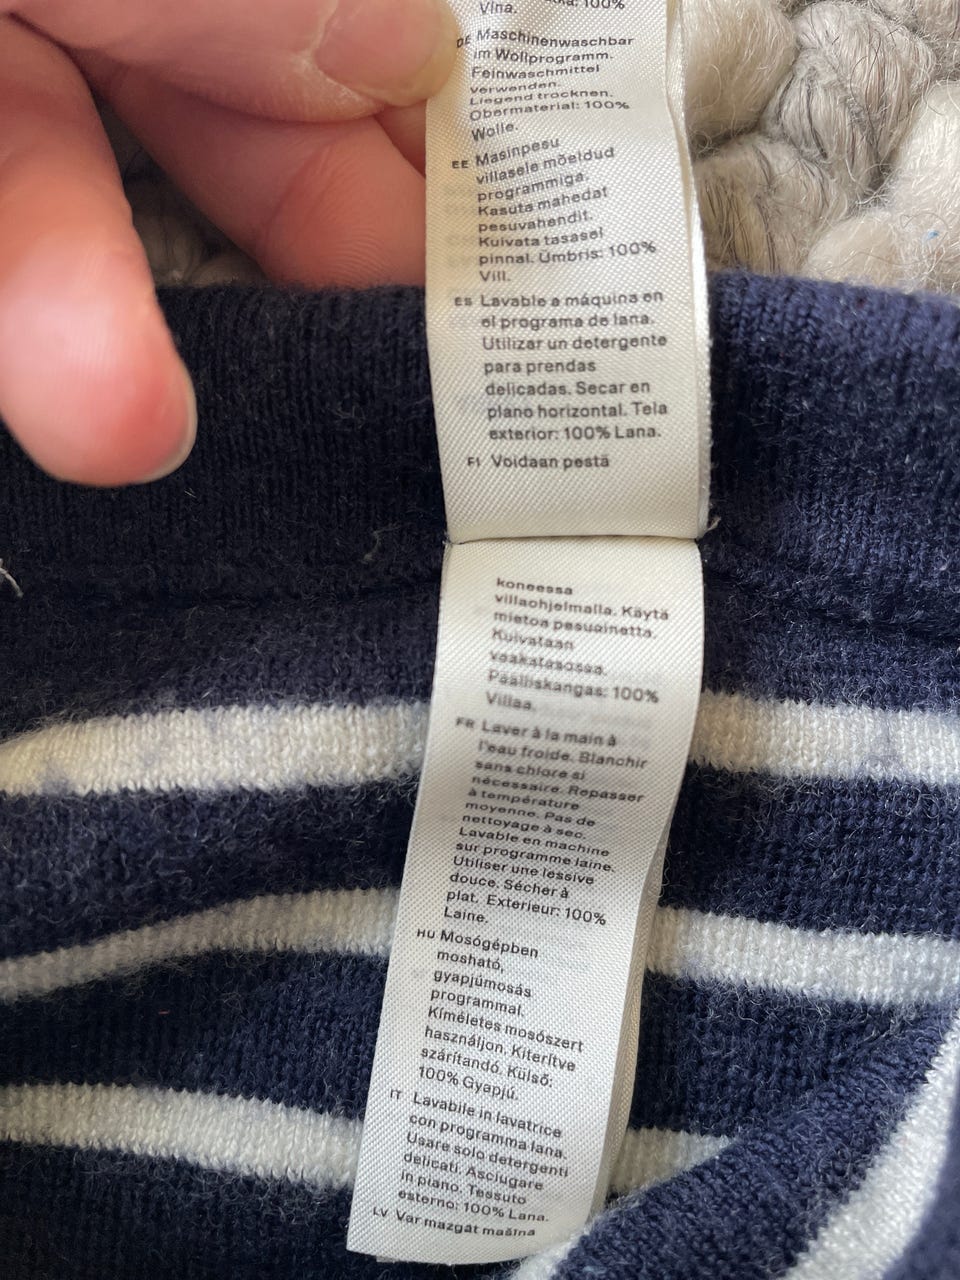 Vlna.
100%
DE Maschinenwaschbar
im Wollprogramm.
Feinwaschmittel
verwenden.
Liegend trocknen.
Obermaterial: 100%
Wolle.
EE Masinpesu
villasele mõeldud
programmiga.
Kasuta mahedat
pesuvahendit.
Kuivata tasasel
pinnal. Ümbris: 100%
Vill.
ES Lavable a máquina en
el programa de lana.
Utilizar un detergente
para prendas
delicadas. Secar en
plano horizontal. Tela
exterior: 100% Lana.
FI Voidaan pestä
koneessa
villaohjelmalla. Käytä
mietoa pesuainetta.
Kuivataan
vaakatasossa.
Päälliskangas: 100%
Villaa.
FR Laver à la main à
l'eau froide. Blanchir
sans chlore si
nécessaire. Repasser
à température
moyenne. Pas de
nettoyage à sec.
Lavable en machine
sur programme laine.
Utiliser une lessive
douce. Sécher à
plat. Exterieur: 100%
Laine.
HU Mosógépben
mosható,
gyapjúmosás
programmal.
Kíméletes mosószert
használjon. Kiterítve
szárítandó. Külső:
100% Gyapjú.
IT Lavabile in lavatrice
con programma lana.
Usare solo detergenti
delicati. Asciugare
in piano. Tessuto
esterno: 100% Lana.
LV Var mazgāt mašīna